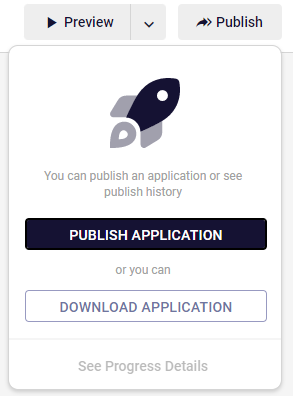 Preview
Publish
You can publish an application or see
publish history
PUBLISH APPLICATION
or you can
DOWNLOAD APPLICATION
See Progress Details